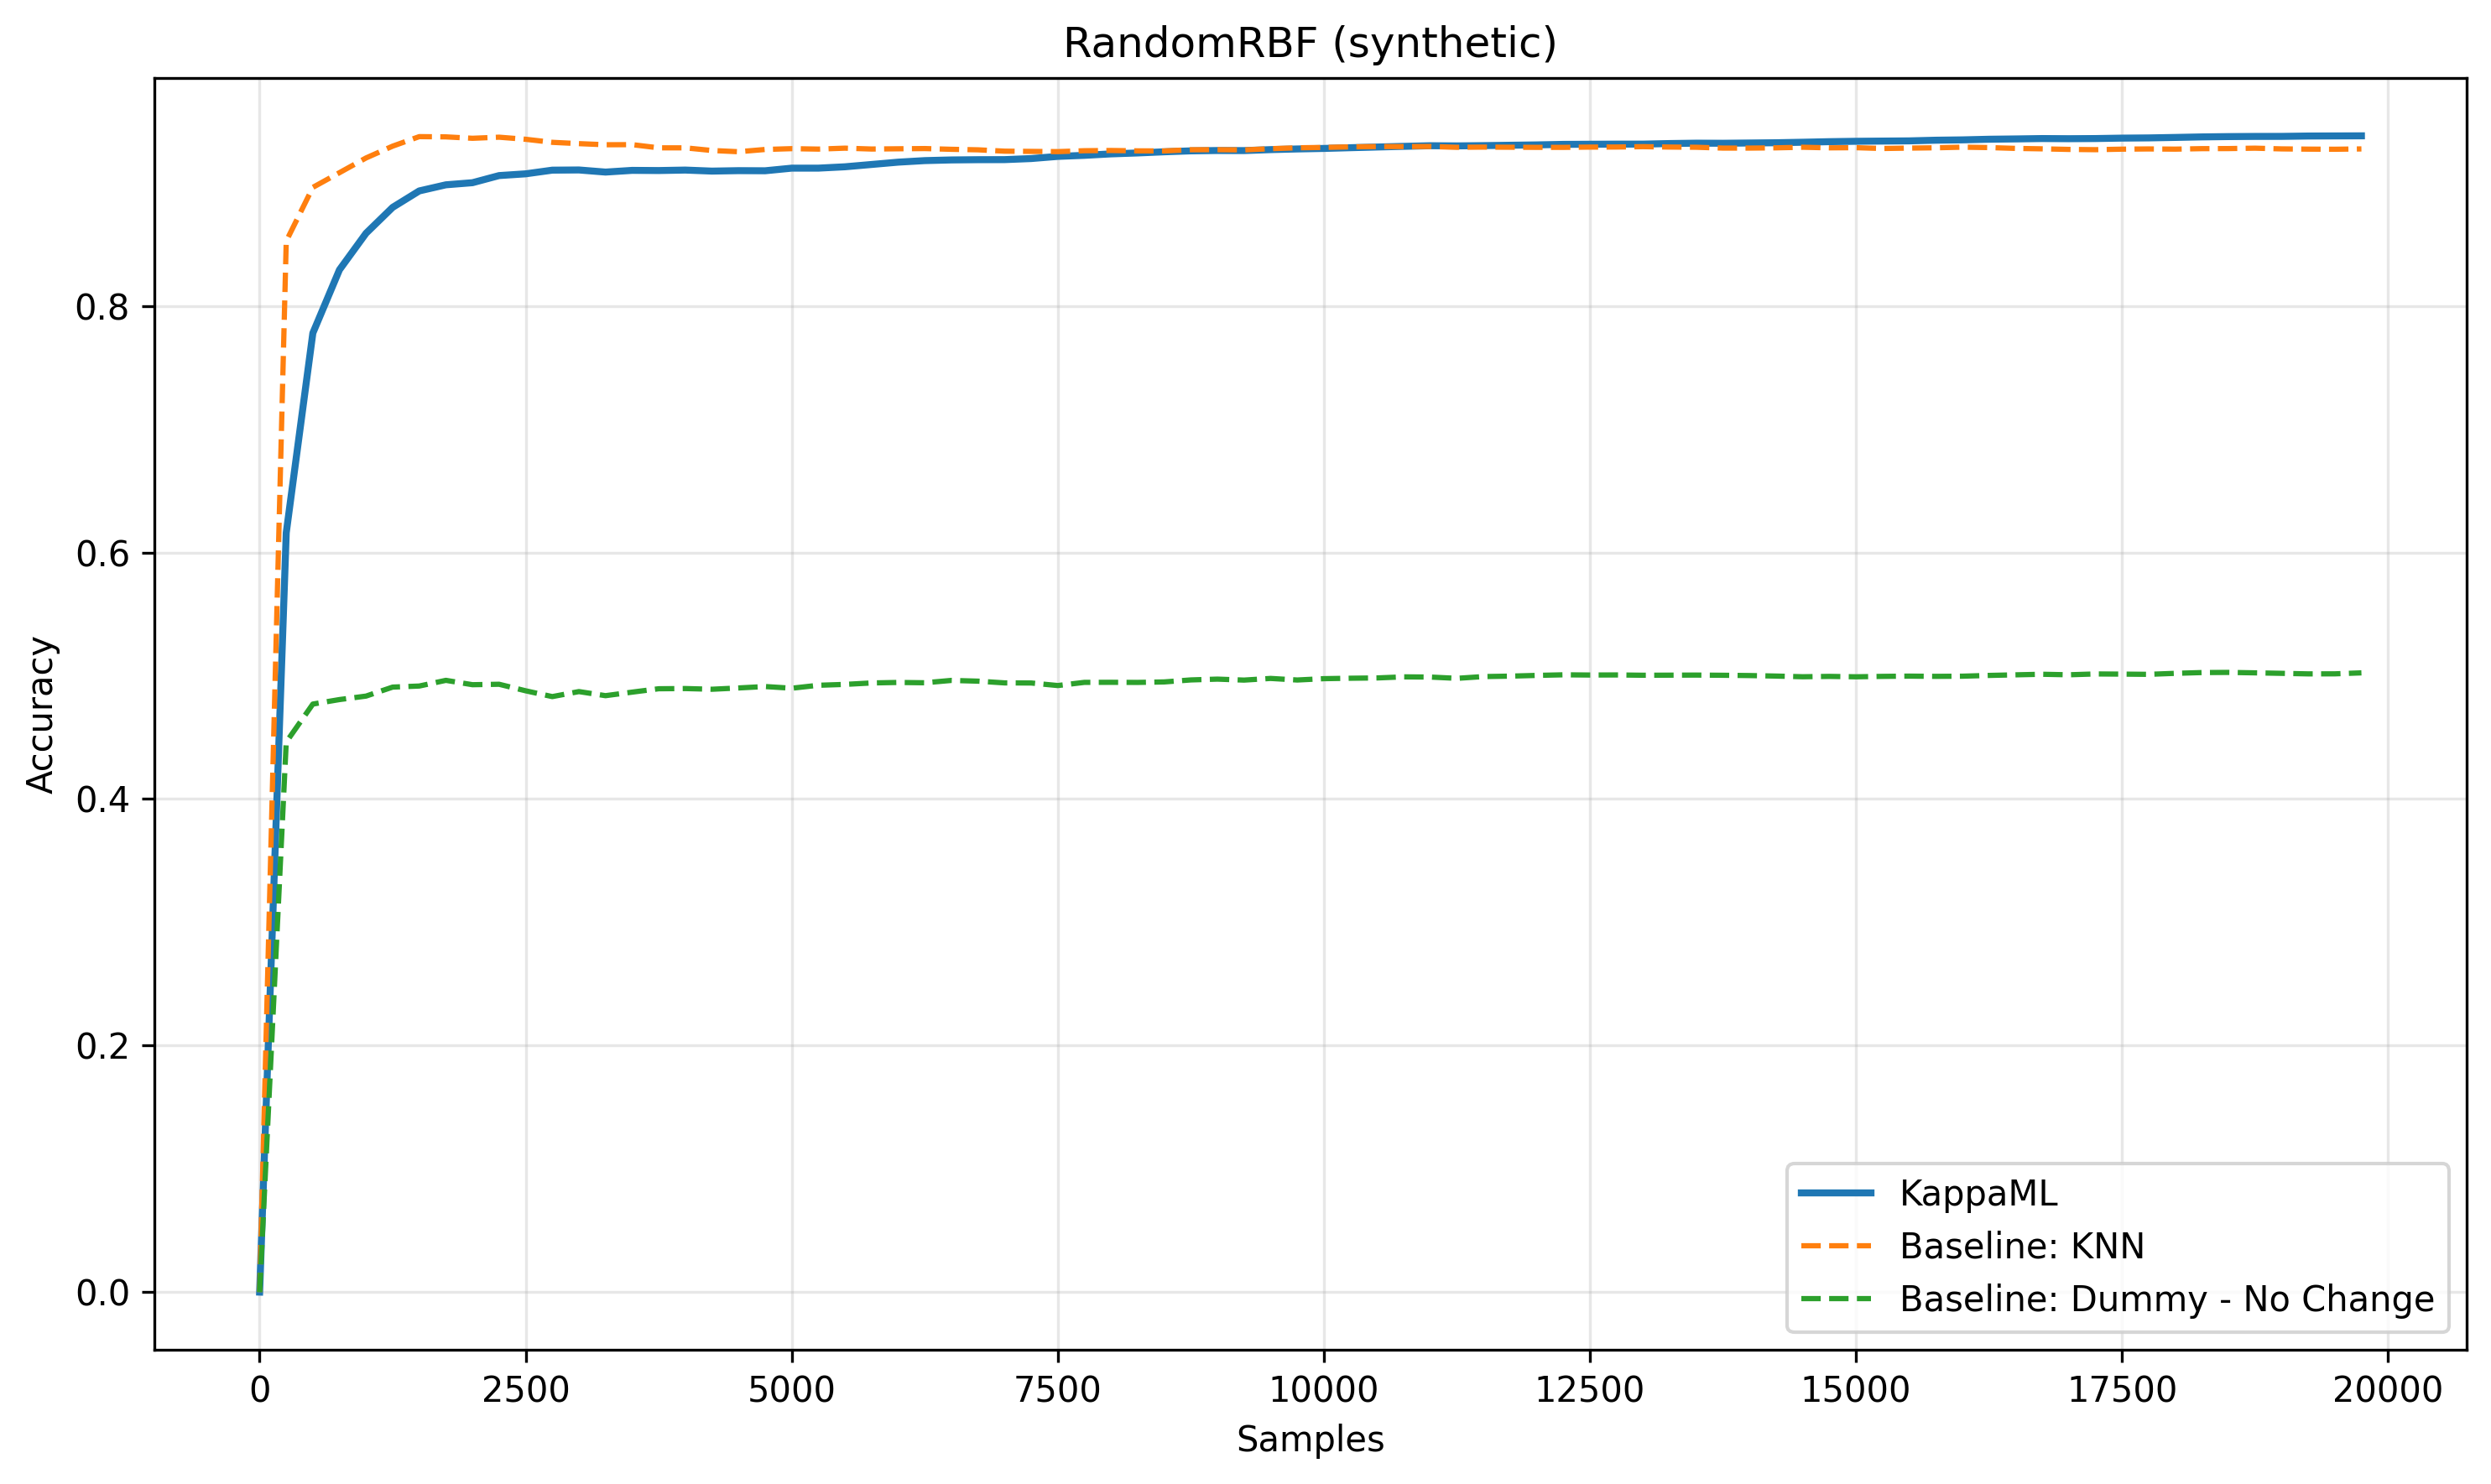 RandomRBF (synthetic)
Accuracy
0.8
0.6
0.4
0.2
0.0
0 2500 5000 7500 10000 12500 15000 17500 20000
Samples
KappaML
Baseline: KNN
Baseline: Dummy - No Change